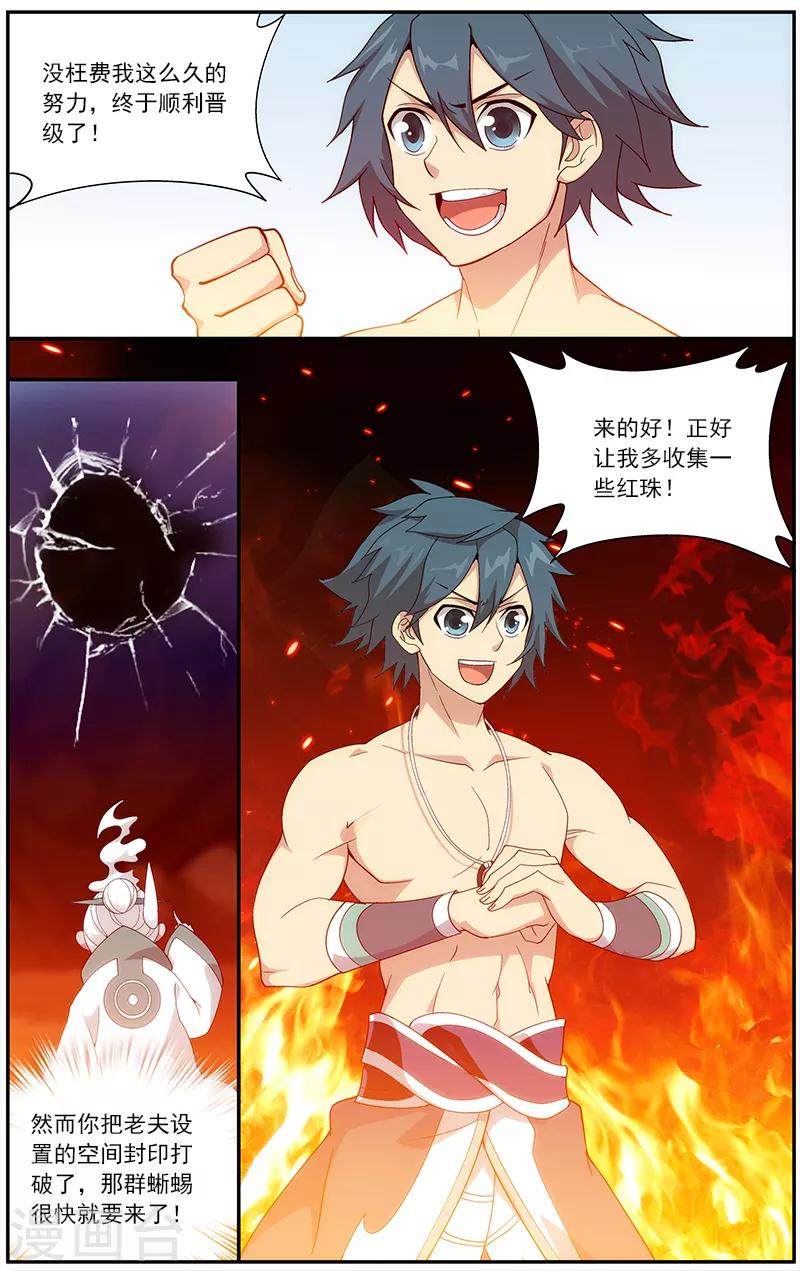 没枉费我这么久的
努力，终于顺利晋
级了！
然而你把老夫设
置的空间封印打
破了，那群蜥蜴
很快就要来了！
来的好！正好
让我多收集一
些红珠！
漫画台